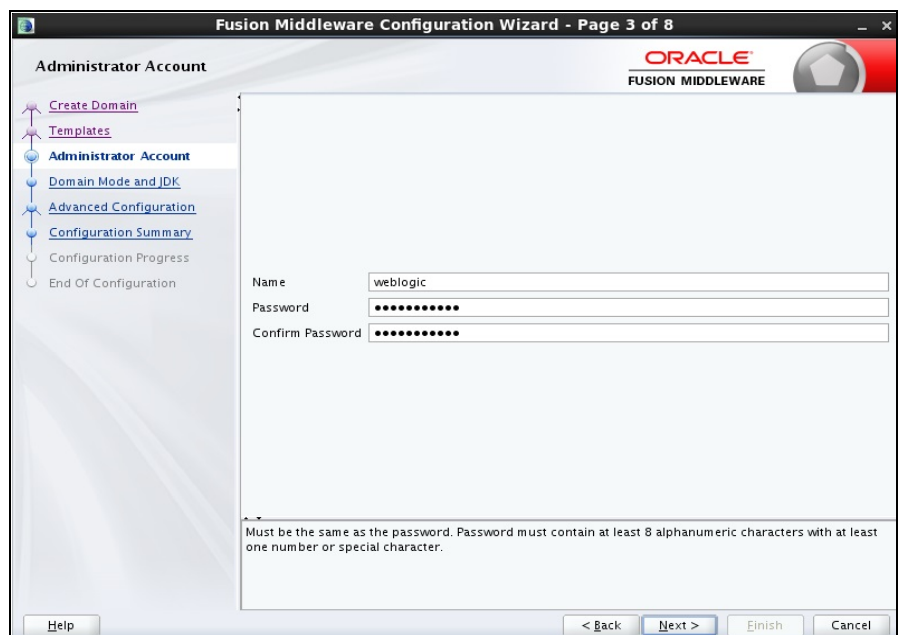 Fusion Middleware Configuration Wizard - Page 3 of 8
Administrator Account
ORACLE
FUSION MIDDLEWARE
Create Domain
Templates
Administrator Account
Domain Mode and JDK
Advanced Configuration
Configuration Summary
Configuration Progress
End Of Configuration
Name weblogic
Password •••••••••••
Confirm Password •••••••••••
Must be the same as the password. Password must contain at least 8 alphanumeric characters with at least
one number or special character.
Help < Back Next > Finish Cancel